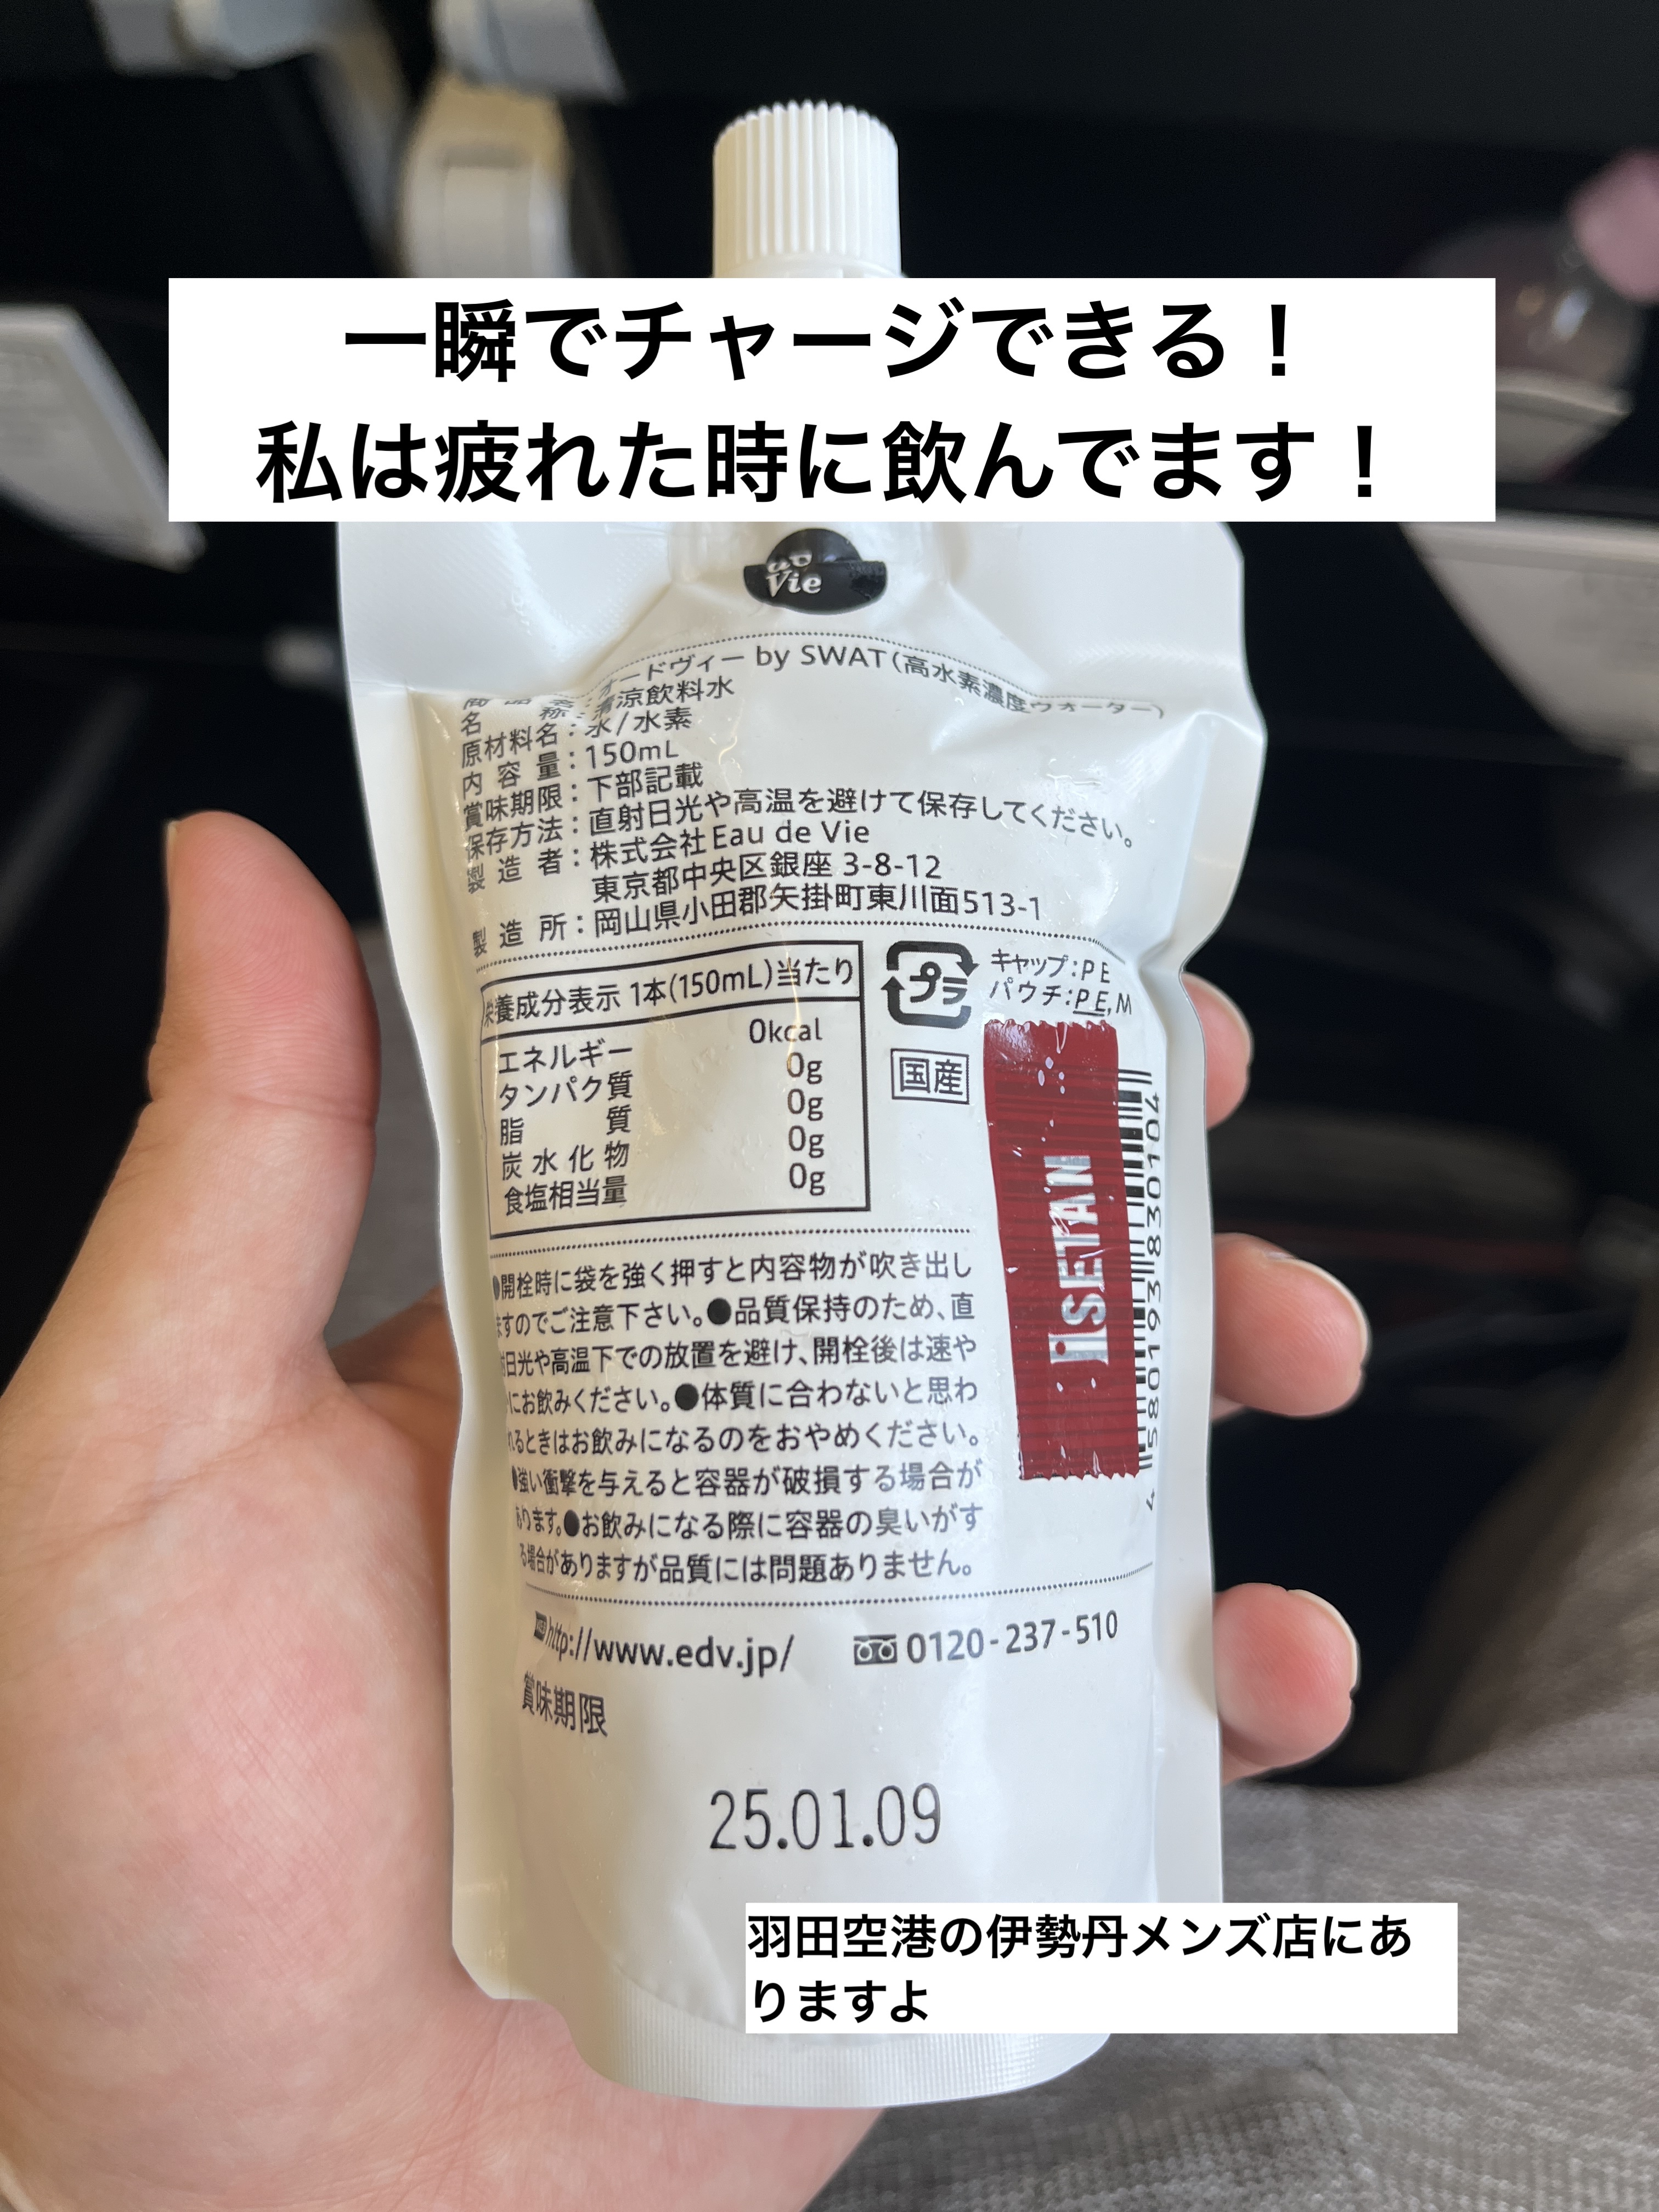 一瞬でチャージできる！
私は疲れた時に飲んでます！
Vie
オードヴィー by SWAT(高水素濃度ウォーター)
名 称:清涼飲料水
原材料名:水/水素
内容量:150mL
賞味期限:下部記載
保存方法:直射日光や高温を避けて保存してください。
製造者:株式会社Eau de Vie
東京都中央区銀座 3-8-12
製造所:岡山県小田郡矢掛町東川面513-1
栄養成分表示 1本(150mL)当たり
エネルギー 0kcal
タンパク質 0g
脂質 0g
炭水化物 0g
食塩相当量 0g
プラ
キャップ:PE
パウチ:PE,M
国産
ISETAN
4 580193 830104
●開栓時に袋を強く押すと内容物が吹き出し
ますのでご注意下さい。●品質保持のため、直
射日光や高温下での放置を避け、開栓後は速や
かにお飲みください。●体質に合わないと思わ
れるときはお飲みになるのをおやめください。
●強い衝撃を与えると容器が破損する場合が
あります。●お飲みになる際に容器の臭いがす
る場合がありますが品質には問題ありません。
http://www.edv.jp/ 0120-237-510
賞味期限
25.01.09
羽田空港の伊勢丹メンズ店にあ
りますよ